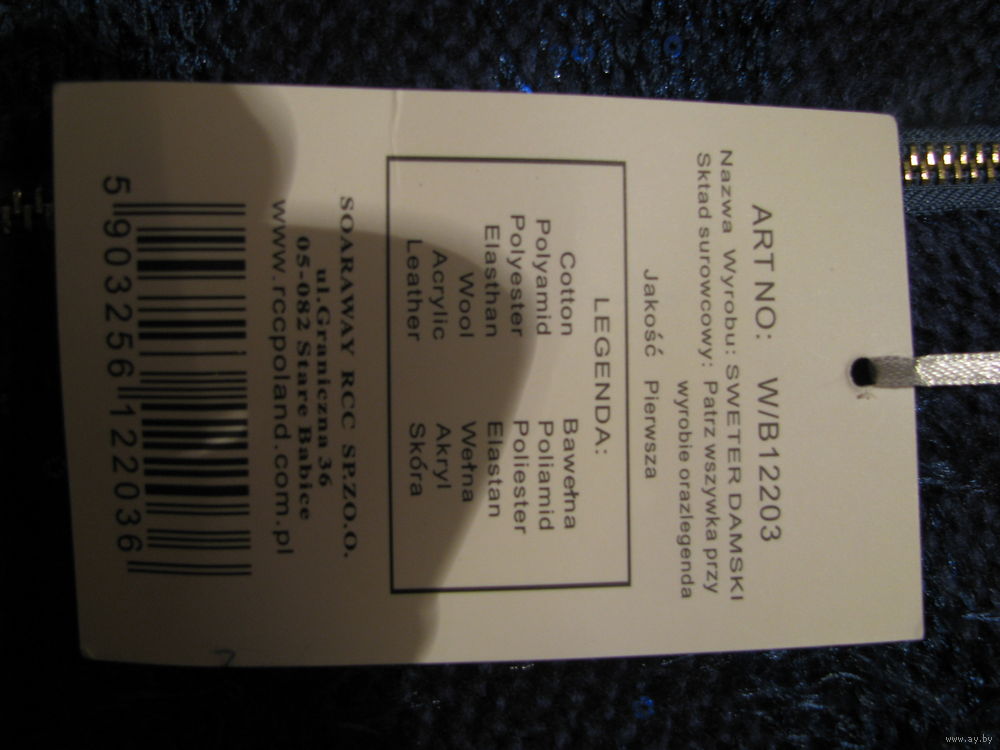 ART NO: W/B12203
Nazwa Wyrobu: SWETER DAMSKI
Skład surowcowy: Patrz wszywka przy
wyrobie orazlegenda
Jakość Pierwsza
LEGENDA:
Cotton Bawełna
Polyamid Poliamid
Polyester Poliester
Elasthan Elastan
Wool Wełna
Acrylic Akryl
Leather Skóra
SOARAWAY RCC SP.ZO.O.
ul.Graniczna 36
05-082 Stare Babice
www.rccpoland.com.pl
5 903256 122036
www.ay.by